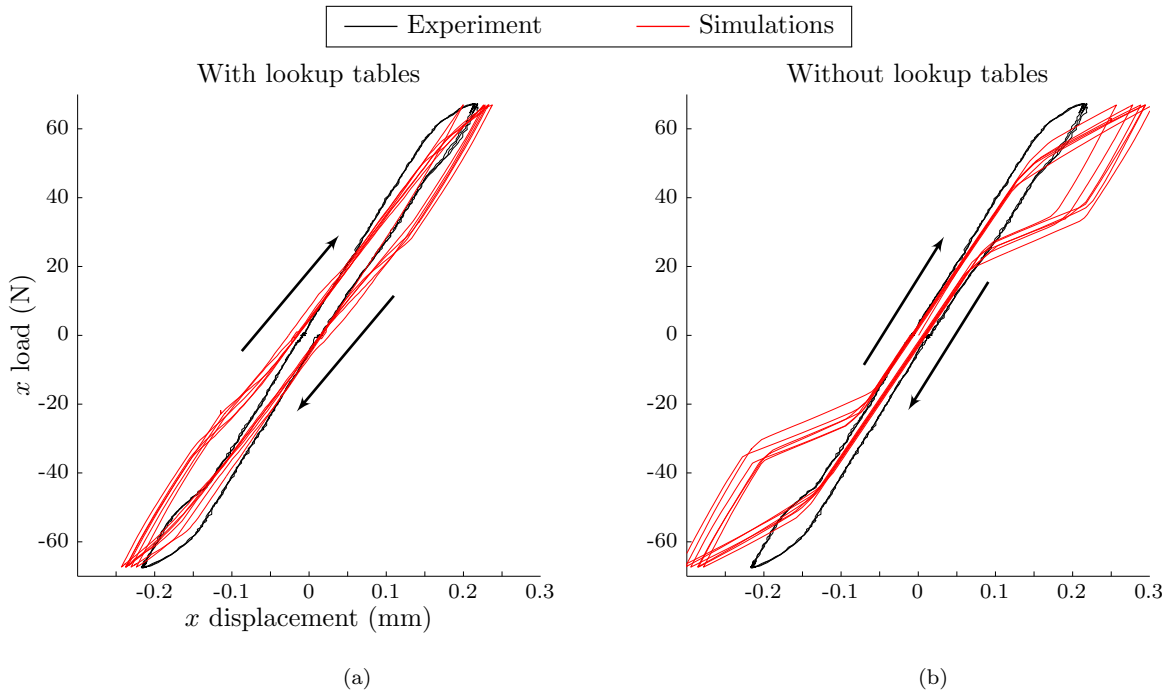 Experiment Simulations
With lookup tables
Without lookup tables
60
40
20
0
-20
-40
-60
x load (N)
-0.2 -0.1 0 0.1 0.2 0.3
x displacement (mm)
(a)
60
40
20
0
-20
-40
-60
-0.2 -0.1 0 0.1 0.2 0.3
(b)